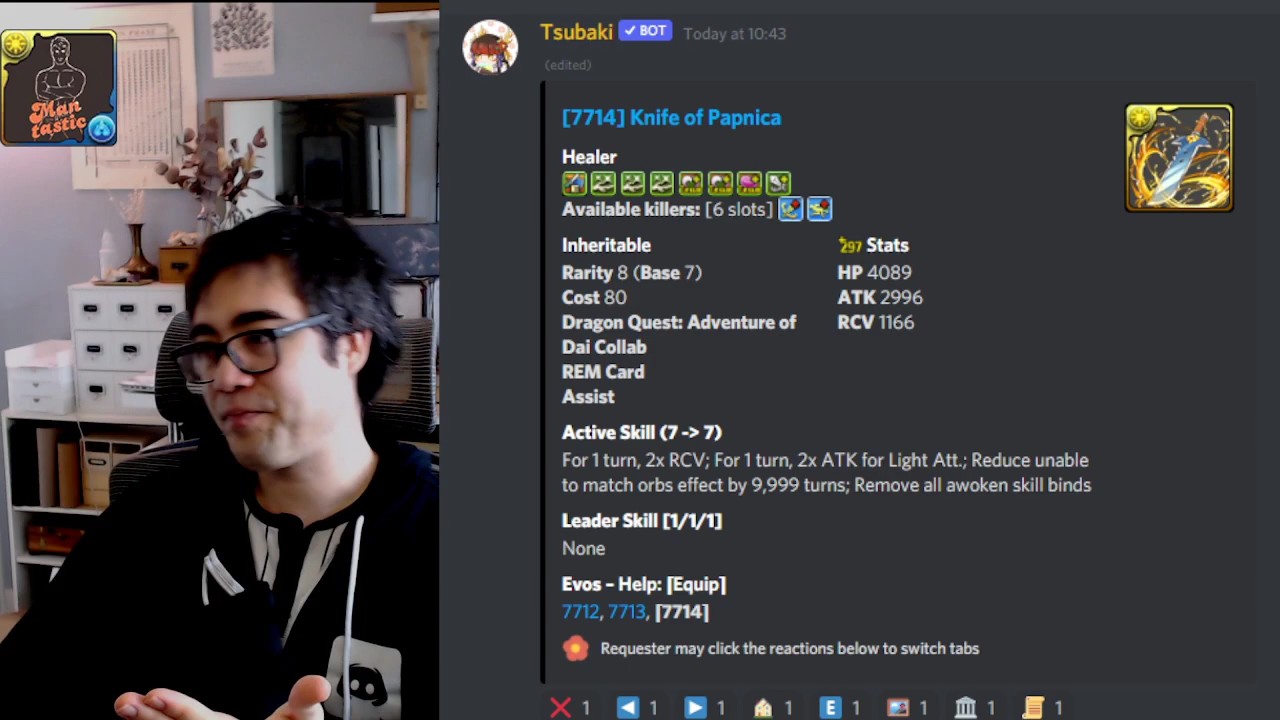 Man
tastic
Tsubaki ✓ BOT Today at 10:43
(edited)
[7714] Knife of Papnica
Healer
Available killers: [6 slots]
Inheritable
Rarity 8 (Base 7)
Cost 80
Dragon Quest: Adventure of
Dai Collab
REM Card
Assist
+297 Stats
HP 4089
ATK 2996
RCV 1166
Active Skill (7 -> 7)
For 1 turn, 2x RCV; For 1 turn, 2x ATK for Light Att.; Reduce unable
to match orbs effect by 9,999 turns; Remove all awoken skill binds
Leader Skill [1/1/1]
None
Evos – Help: [Equip]
7712, 7713, [7714]
Requester may click the reactions below to switch tabs
1 1 1 1 E 1 1 1 1